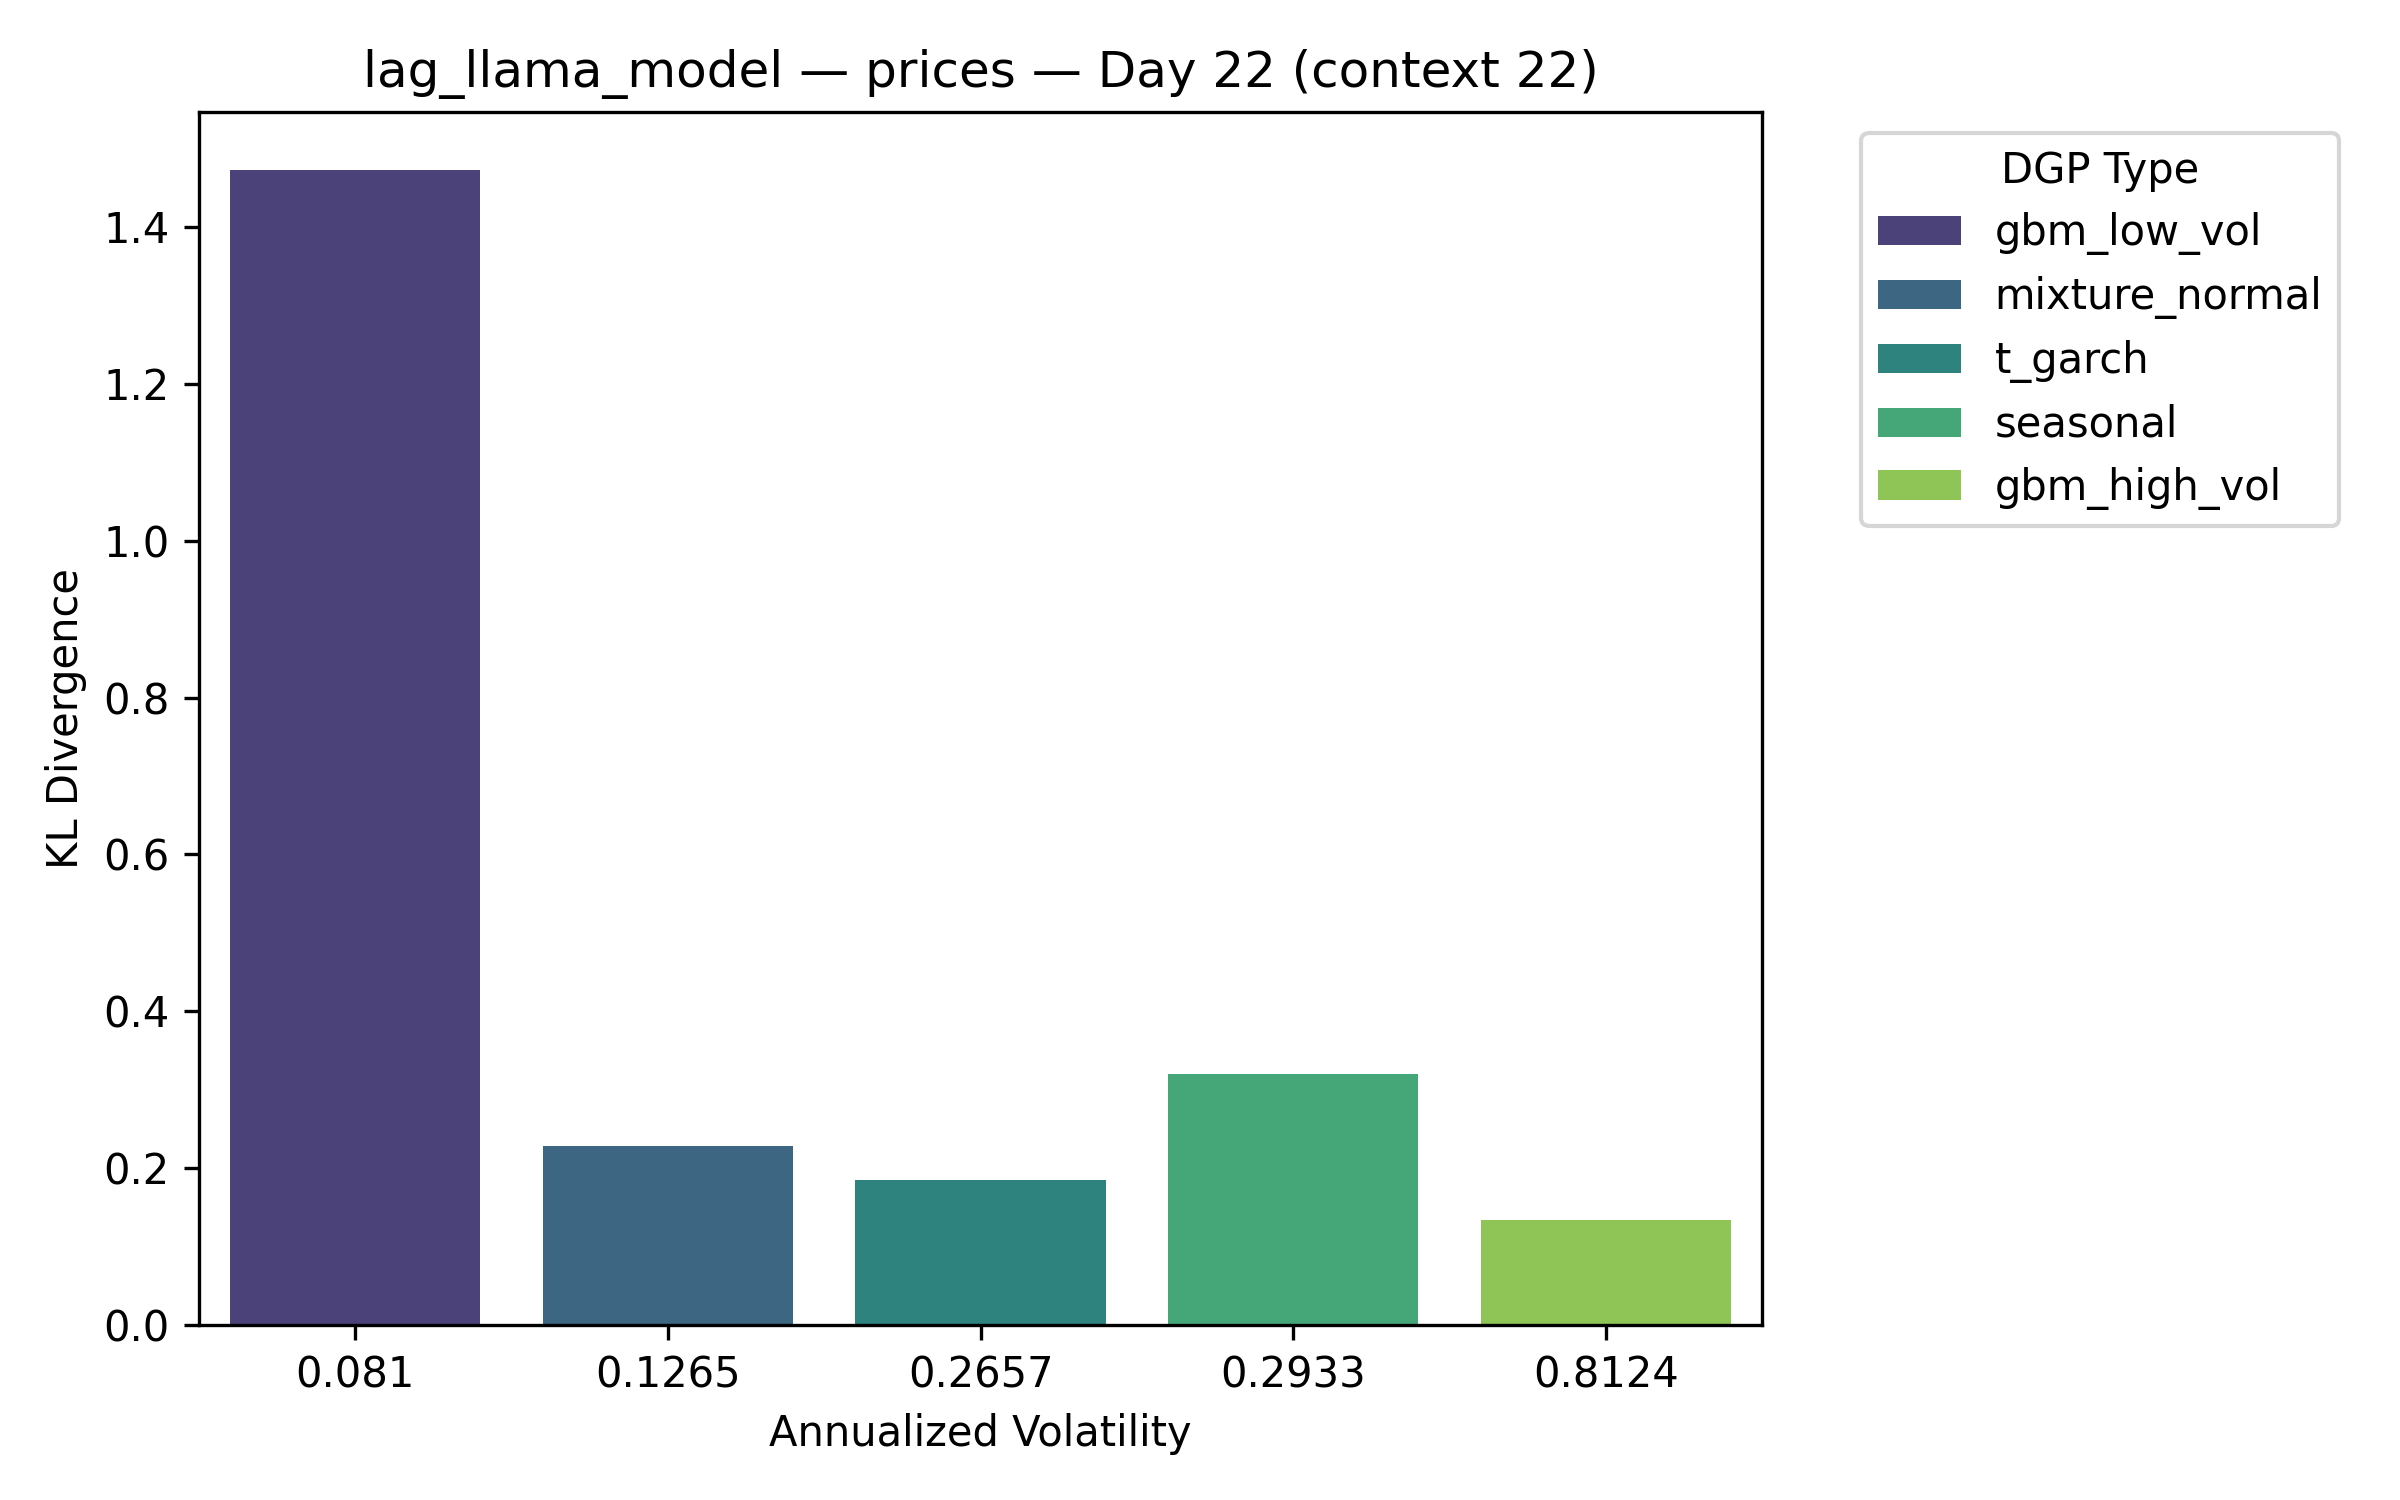 lag_llama_model — prices — Day 22 (context 22)
KL Divergence
1.4
1.2
1.0
0.8
0.6
0.4
0.2
0.0
0.081 0.1265 0.2657 0.2933 0.8124
Annualized Volatility
DGP Type
gbm_low_vol
mixture_normal
t_garch
seasonal
gbm_high_vol